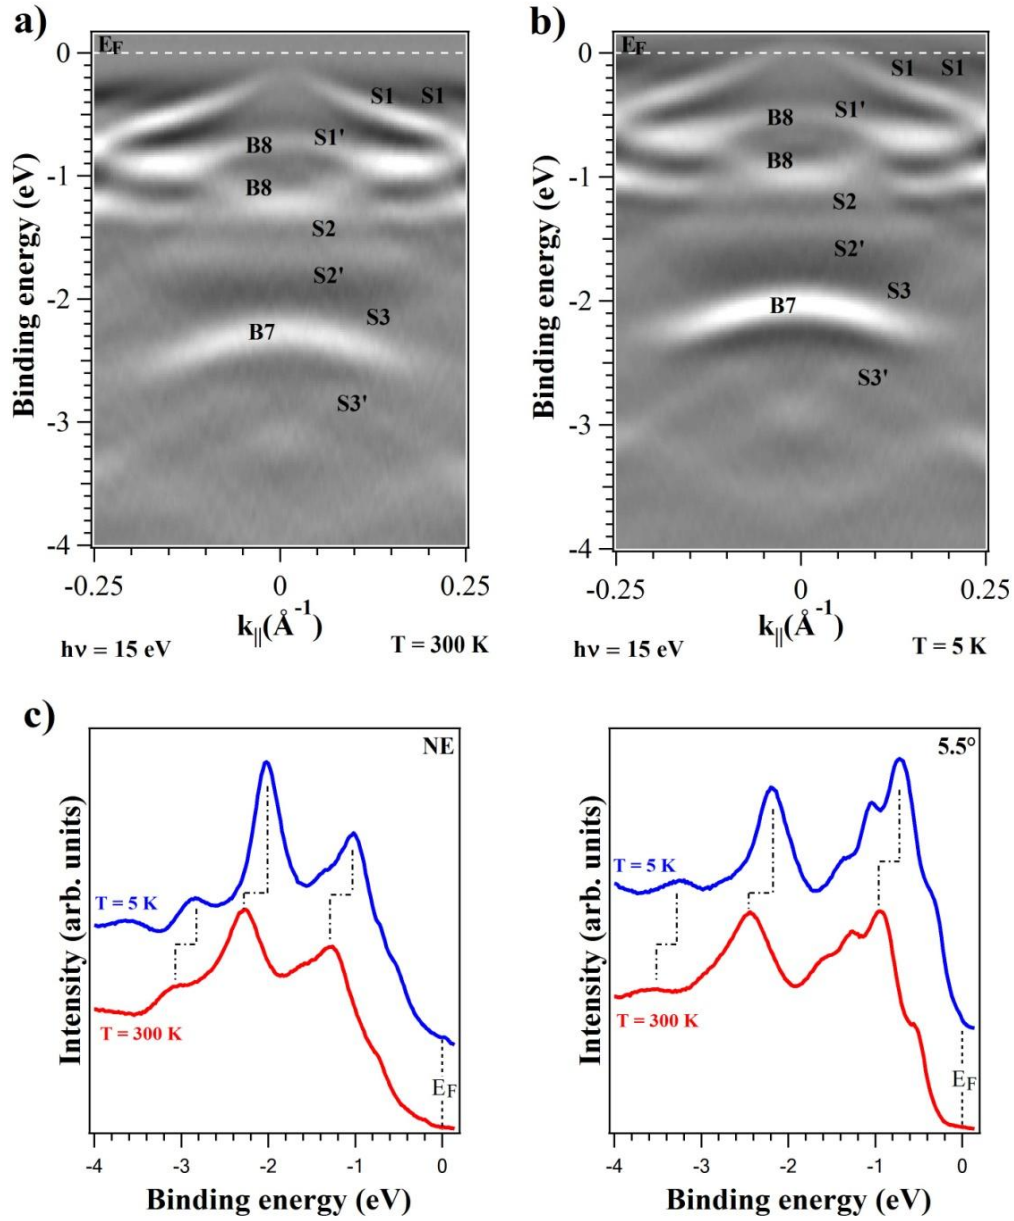 a)
b)
E_F
E_F
0
0
S1 S1
S1 S1
S1'
S1'
B8
B8
-1
-1
B8
B8
S2
S2
S2'
S2'
-2
-2
S3
S3
B7
B7
S3'
S3'
-3
-3
-4
-4
Binding energy (eV)
Binding energy (eV)
-0.25 0 0.25
-0.25 0 0.25
k||(Å⁻¹)
k||(Å⁻¹)
hν = 15 eV T = 300 K
hν = 15 eV T = 5 K
c)
NE
T = 5 K
T = 300 K
E_F
Intensity (arb. units)
-4 -3 -2 -1 0
Binding energy (eV)
5.5º
T = 5 K
T = 300 K
E_F
Intensity (arb. units)
-4 -3 -2 -1 0
Binding energy (eV)